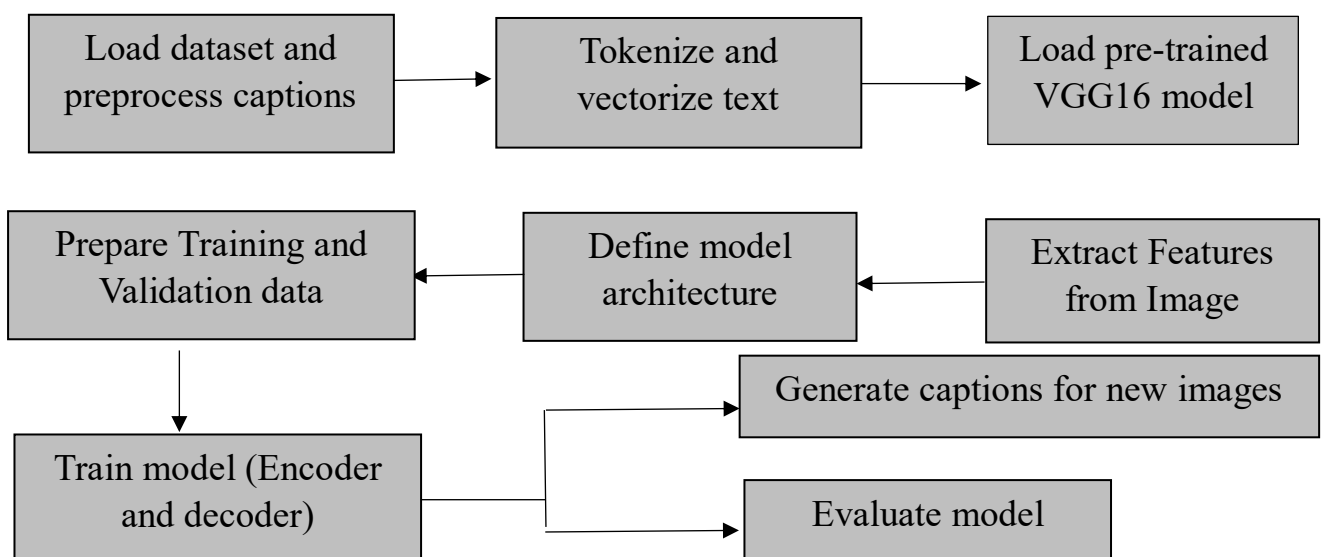 Load dataset and
preprocess captions
Tokenize and
vectorize text
Load pre-trained
VGG16 model
Prepare Training and
Validation data
Define model
architecture
Extract Features
from Image
Generate captions for new images
Train model (Encoder
and decoder)
Evaluate model